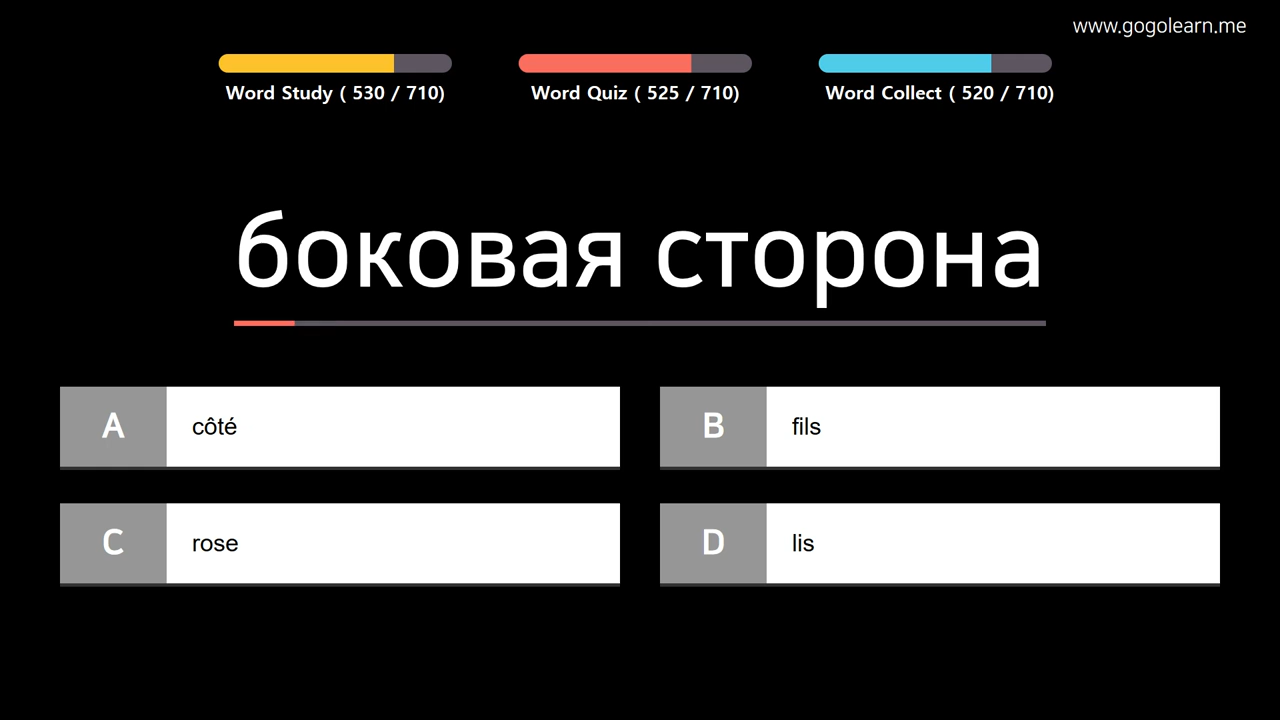 www.gogolearn.me
Word Study ( 530 / 710)
Word Quiz ( 525 / 710)
Word Collect ( 520 / 710)
боковая сторона
A
côté
B
fils
C
rose
D
lis